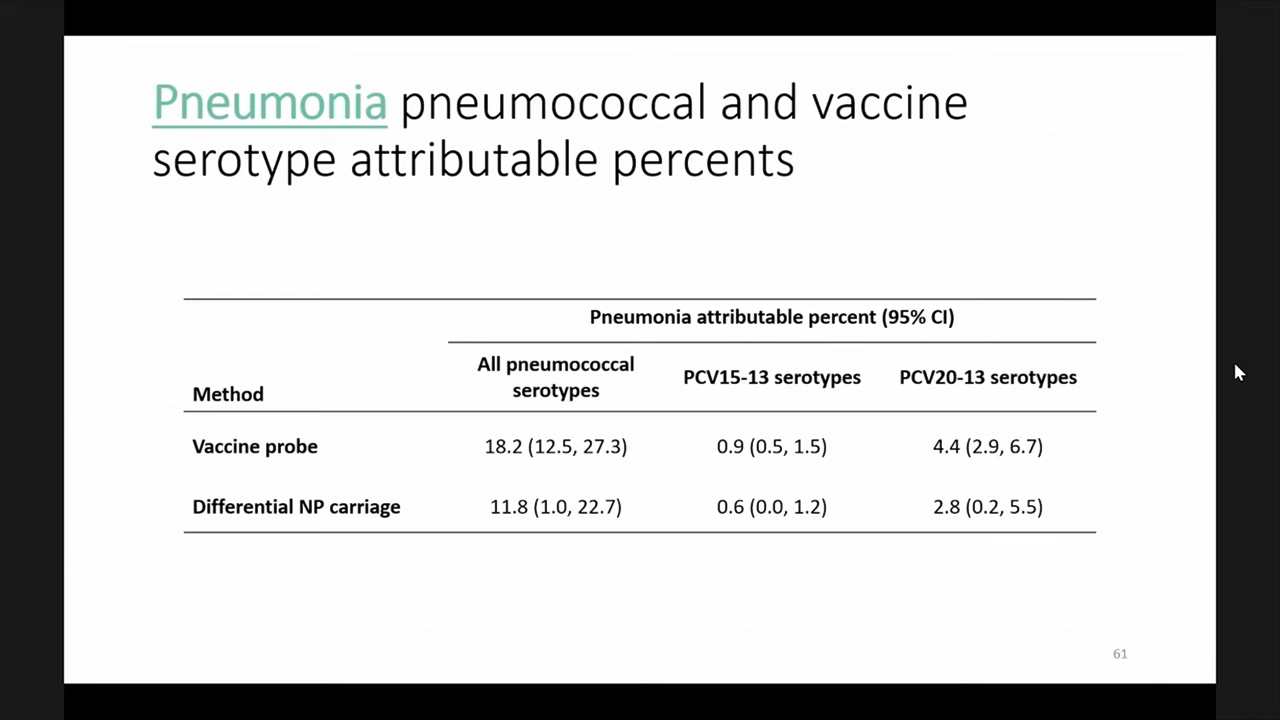 Pneumonia pneumococcal and vaccine
serotype attributable percents
Pneumonia attributable percent (95% CI)
Method
All pneumococcal
serotypes
PCV15-13 serotypes
PCV20-13 serotypes
Vaccine probe
18.2 (12.5, 27.3)
0.9 (0.5, 1.5)
4.4 (2.9, 6.7)
Differential NP carriage
11.8 (1.0, 22.7)
0.6 (0.0, 1.2)
2.8 (0.2, 5.5)
61